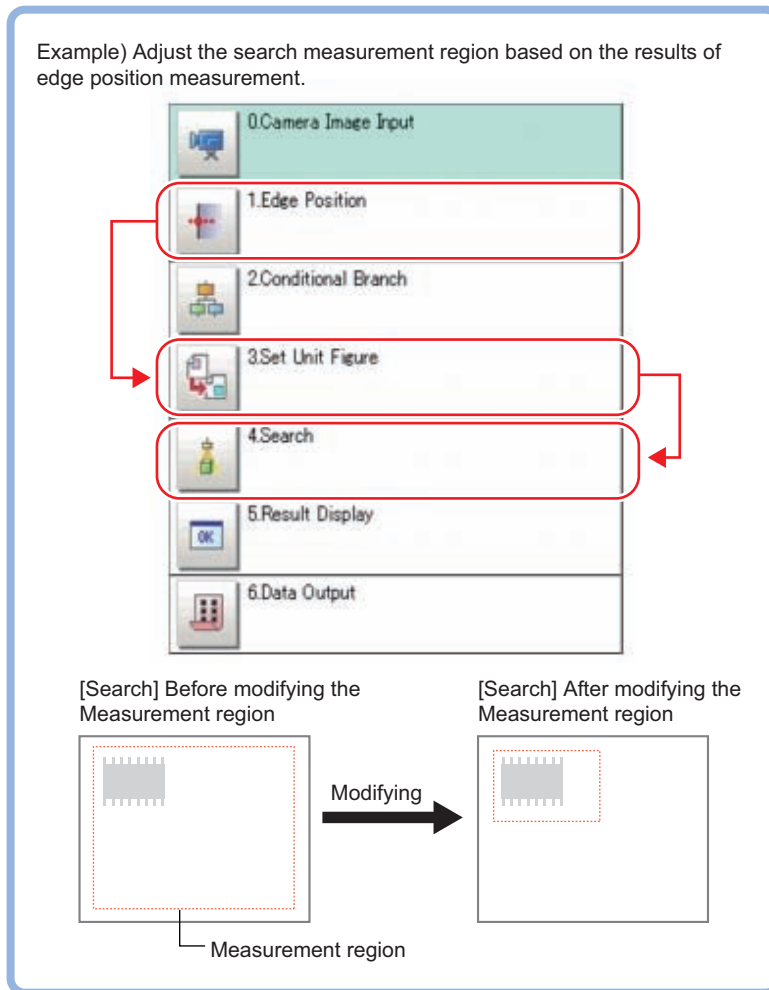 Example) Adjust the search measurement region based on the results of
edge position measurement.
0.Camera Image Input
1.Edge Position
2.Conditional Branch
3.Set Unit Figure
4.Search
5.Result Display
OK
6.Data Output
[Search] Before modifying the
Measurement region
[Search] After modifying the
Measurement region
Modifying
Measurement region